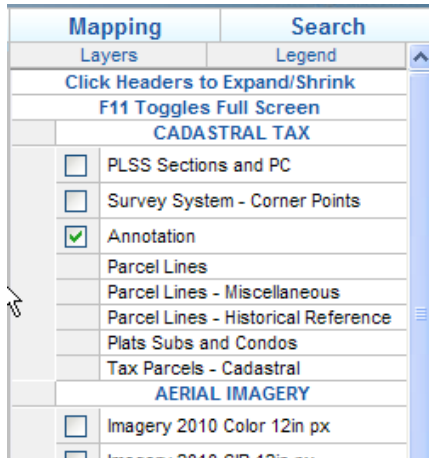 Mapping Search
Layers Legend
Click Headers to Expand/Shrink
F11 Toggles Full Screen
CADASTRAL TAX
PLSS Sections and PC
Survey System - Corner Points
Annotation
Parcel Lines
Parcel Lines - Miscellaneous
Parcel Lines - Historical Reference
Plats Subs and Condos
Tax Parcels - Cadastral
AERIAL IMAGERY
Imagery 2010 Color 12in px